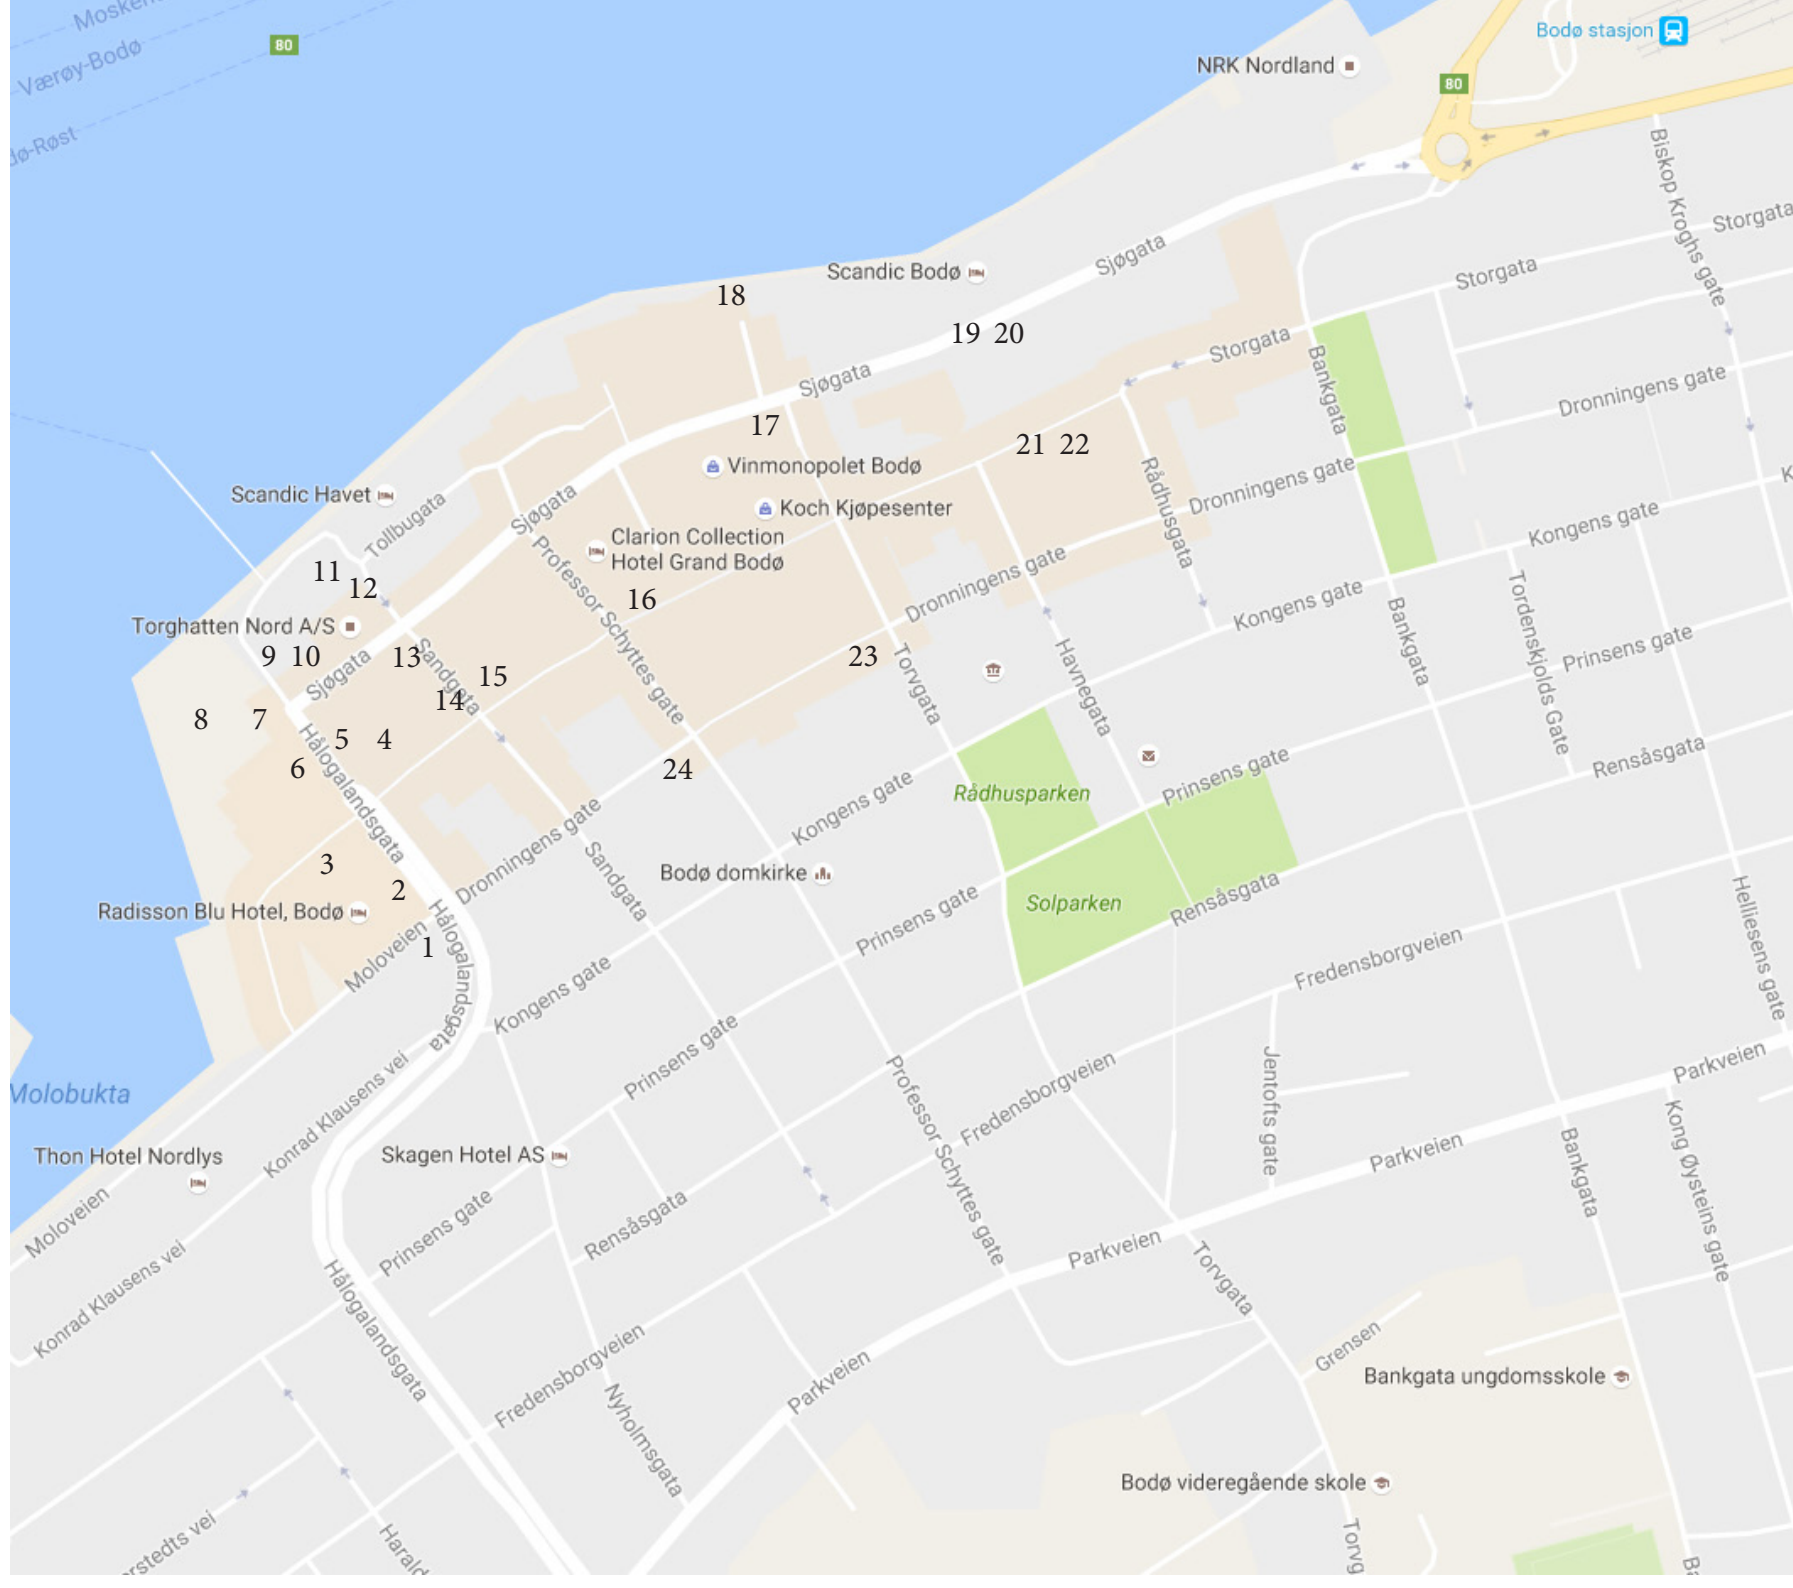 Værøy-Bodø
80
NRK Nordland
Bodø stasjon
80
Biskop Kroghs gate
Storgata
Storgata
Sjøgata
Scandic Bodø
18
19 20
Storgata
Bankgata
Dronningens gate
Sjøgata
17
Vinmonopolet Bodø
21 22
Rådhusgata
Dronningens gate
Koch Kjøpesenter
Scandic Havet
Tollbugata
Sjøgata
Clarion Collection
Hotel Grand Bodø
Kongens gate
11
12
16
Professor Schyttes gate
Dronningens gate
Kongens gate
Tordenskjolds Gate
Torghatten Nord A/S
9 10
Sjøgata
13
Sandgata
15
14
23
Torvgata
Havnegata
Bankgata
Prinsens gate
8
7
5
4
6
Hålogalandsgata
24
Rådhusparken
Kongens gate
Prinsens gate
Rensåsgata
3
2
Dronningens gate
Sandgata
Bodø domkirke
Radisson Blu Hotel, Bodø
1
Moloveien
Hålogalandsgata
Prinsens gate
Solparken
Rensåsgata
Helliesens gate
Kongens gate
Fredensborgveien
Molobukta
Konrad Klausens vei
Prinsens gate
Professor Schyttes gate
Fredensborgveien
Jentofts gate
Parkveien
Thon Hotel Nordlys
Skagen Hotel AS
Parkveien
Bankgata
Kong Øysteins gate
Moloveien
Prinsens gate
Rensåsgata
Parkveien
Torvgata
Konrad Klausens vei
Hålogalandsgata
Fredensborgveien
Nyholmsgata
Parkveien
Grensen
Bankgata ungdomsskole
Bodø videregående skole
erstedts vei
Harald
Torvg